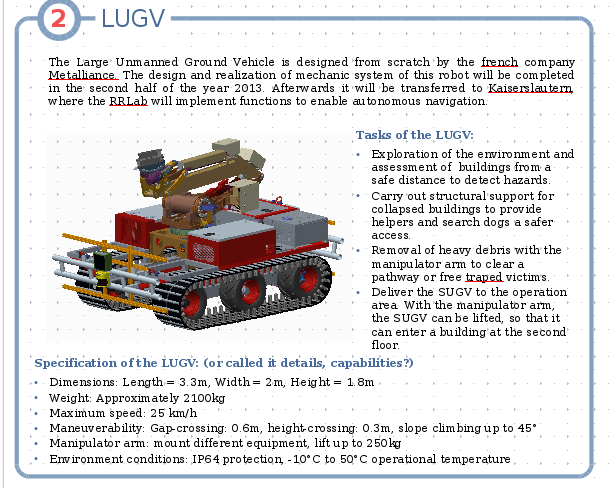 2 LUGV
The Large Unmanned Ground Vehicle is designed from scratch by the french company
Metalliance. The design and realization of mechanic system of this robot will be completed
in the second half of the year 2013. Afterwards it will be transferred to Kaiserslautern,
where the RRLab will implement functions to enable autonomous navigation.
Tasks of the LUGV:
• Exploration of the environment and
assessment of buildings from a
safe distance to detect hazards.
• Carry out structural support for
collapsed buildings to provide
helpers and search dogs a safer
access.
• Removal of heavy debris with the
manipulator arm to clear a
pathway or free traped victims.
• Deliver the SUGV to the operation
area. With the manipulator arm,
the SUGV can be lifted, so that it
can enter a building at the second
floor.
Specification of the LUGV: (or called it details, capabilities?)
• Dimensions: Length = 3.3m, Width = 2m, Height = 1.8m
• Weight: Approximately 2100kg
• Maximum speed: 25 km/h
• Maneuverability: Gap-crossing: 0.6m, height-crossing: 0.3m, slope climbing up to 45°
• Manipulator arm: mount different equipment, lift up to 250kg
• Environment conditions: IP64 protection, -10°C to 50°C operational temperature